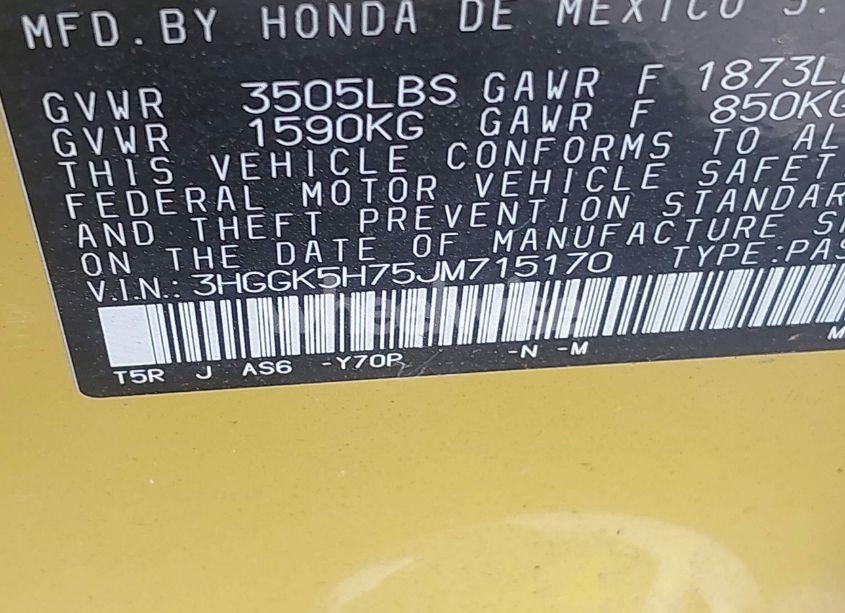 MFD.BY HONDA DE MEXICO S.
GVWR 3505LBS GAWR F 1873L
GVWR 1590KG GAWR F 850KG
THIS VEHICLE CONFORMS TO AL
FEDERAL MOTOR VEHICLE SAFET
AND THEFT PREVENTION STANDAR
ON THE DATE OF MANUFACTURE S
V.I.N.: 3HGGK5H75JM715170 TYPE:PAS
T5R J AS6 -Y70P -N -M M